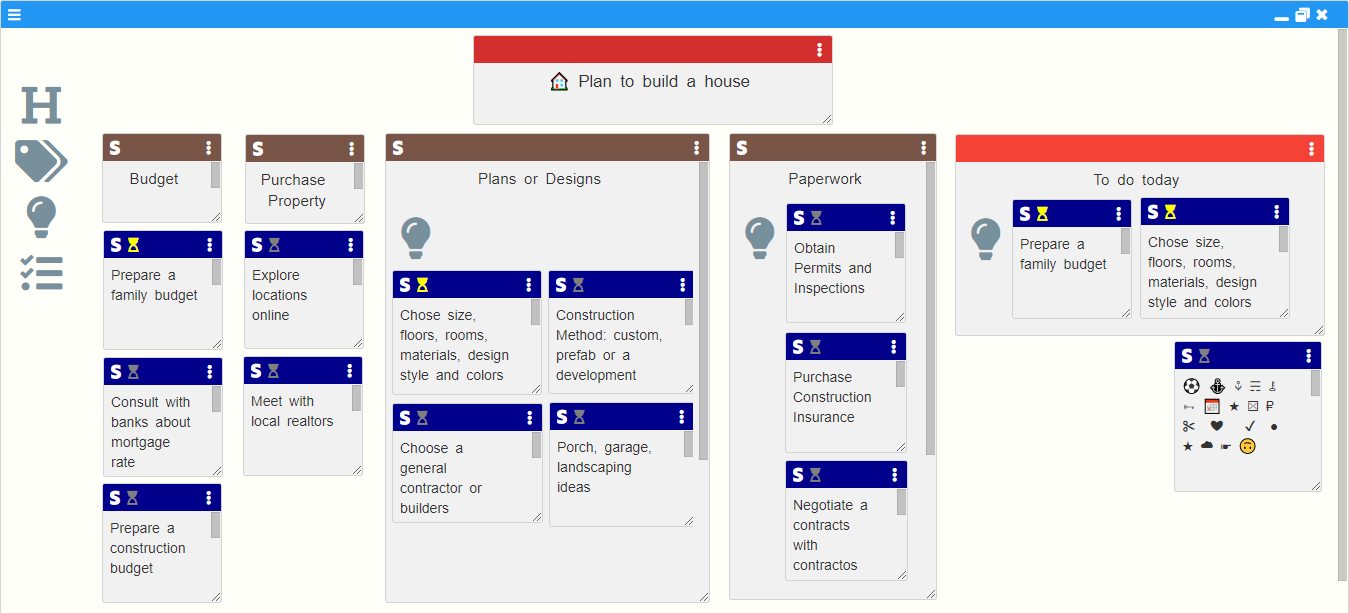 Plan to build a house
H
S
Budget
S
Prepare a
family budget
S
Consult with
banks about
mortgage
rate
S
Prepare a
construction
budget
S
Purchase
Property
S
Explore
locations
online
S
Meet with
local realtors
S
Plans or Designs
S
Chose size,
floors, rooms,
materials, design
style and colors
S
Construction
Method: custom,
prefab or a
development
S
Choose a
general
contractor or
builders
S
Porch, garage,
landscaping
ideas
S
Paperwork
S
Obtain
Permits and
Inspections
S
Purchase
Construction
Insurance
S
Negotiate a
contracts
with
contractos
To do today
S
Prepare a
family budget
S
Chose size,
floors, rooms,
materials, design
style and colors
S